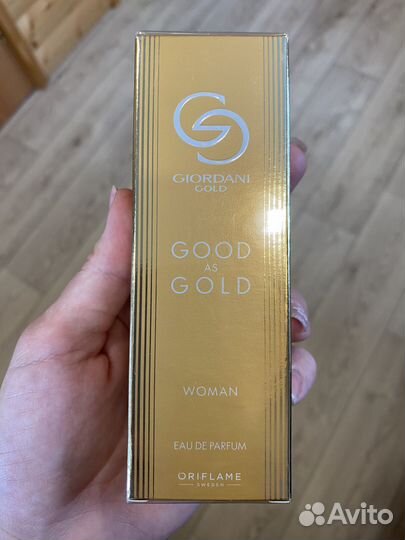 GIORDANI
GOLD
GOOD
AS
GOLD
WOMAN
EAU DE PARFUM
ORIFLAME
SWEDEN
Avito